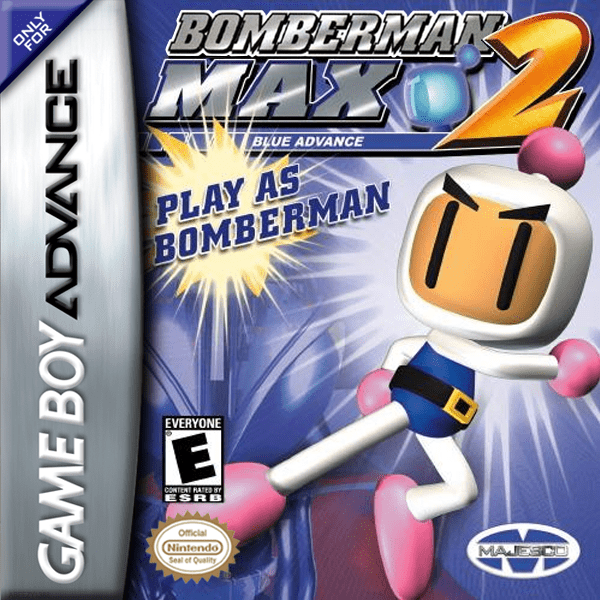 ONLY
FOR
GAME BOY ADVANCE
BOMBERMAN
MAX 2
BLUE ADVANCE
PLAY AS
BOMBERMAN
EVERYONE
E
CONTENT RATED BY
ESRB
Official
Nintendo
Seal of Quality
MAJESCO